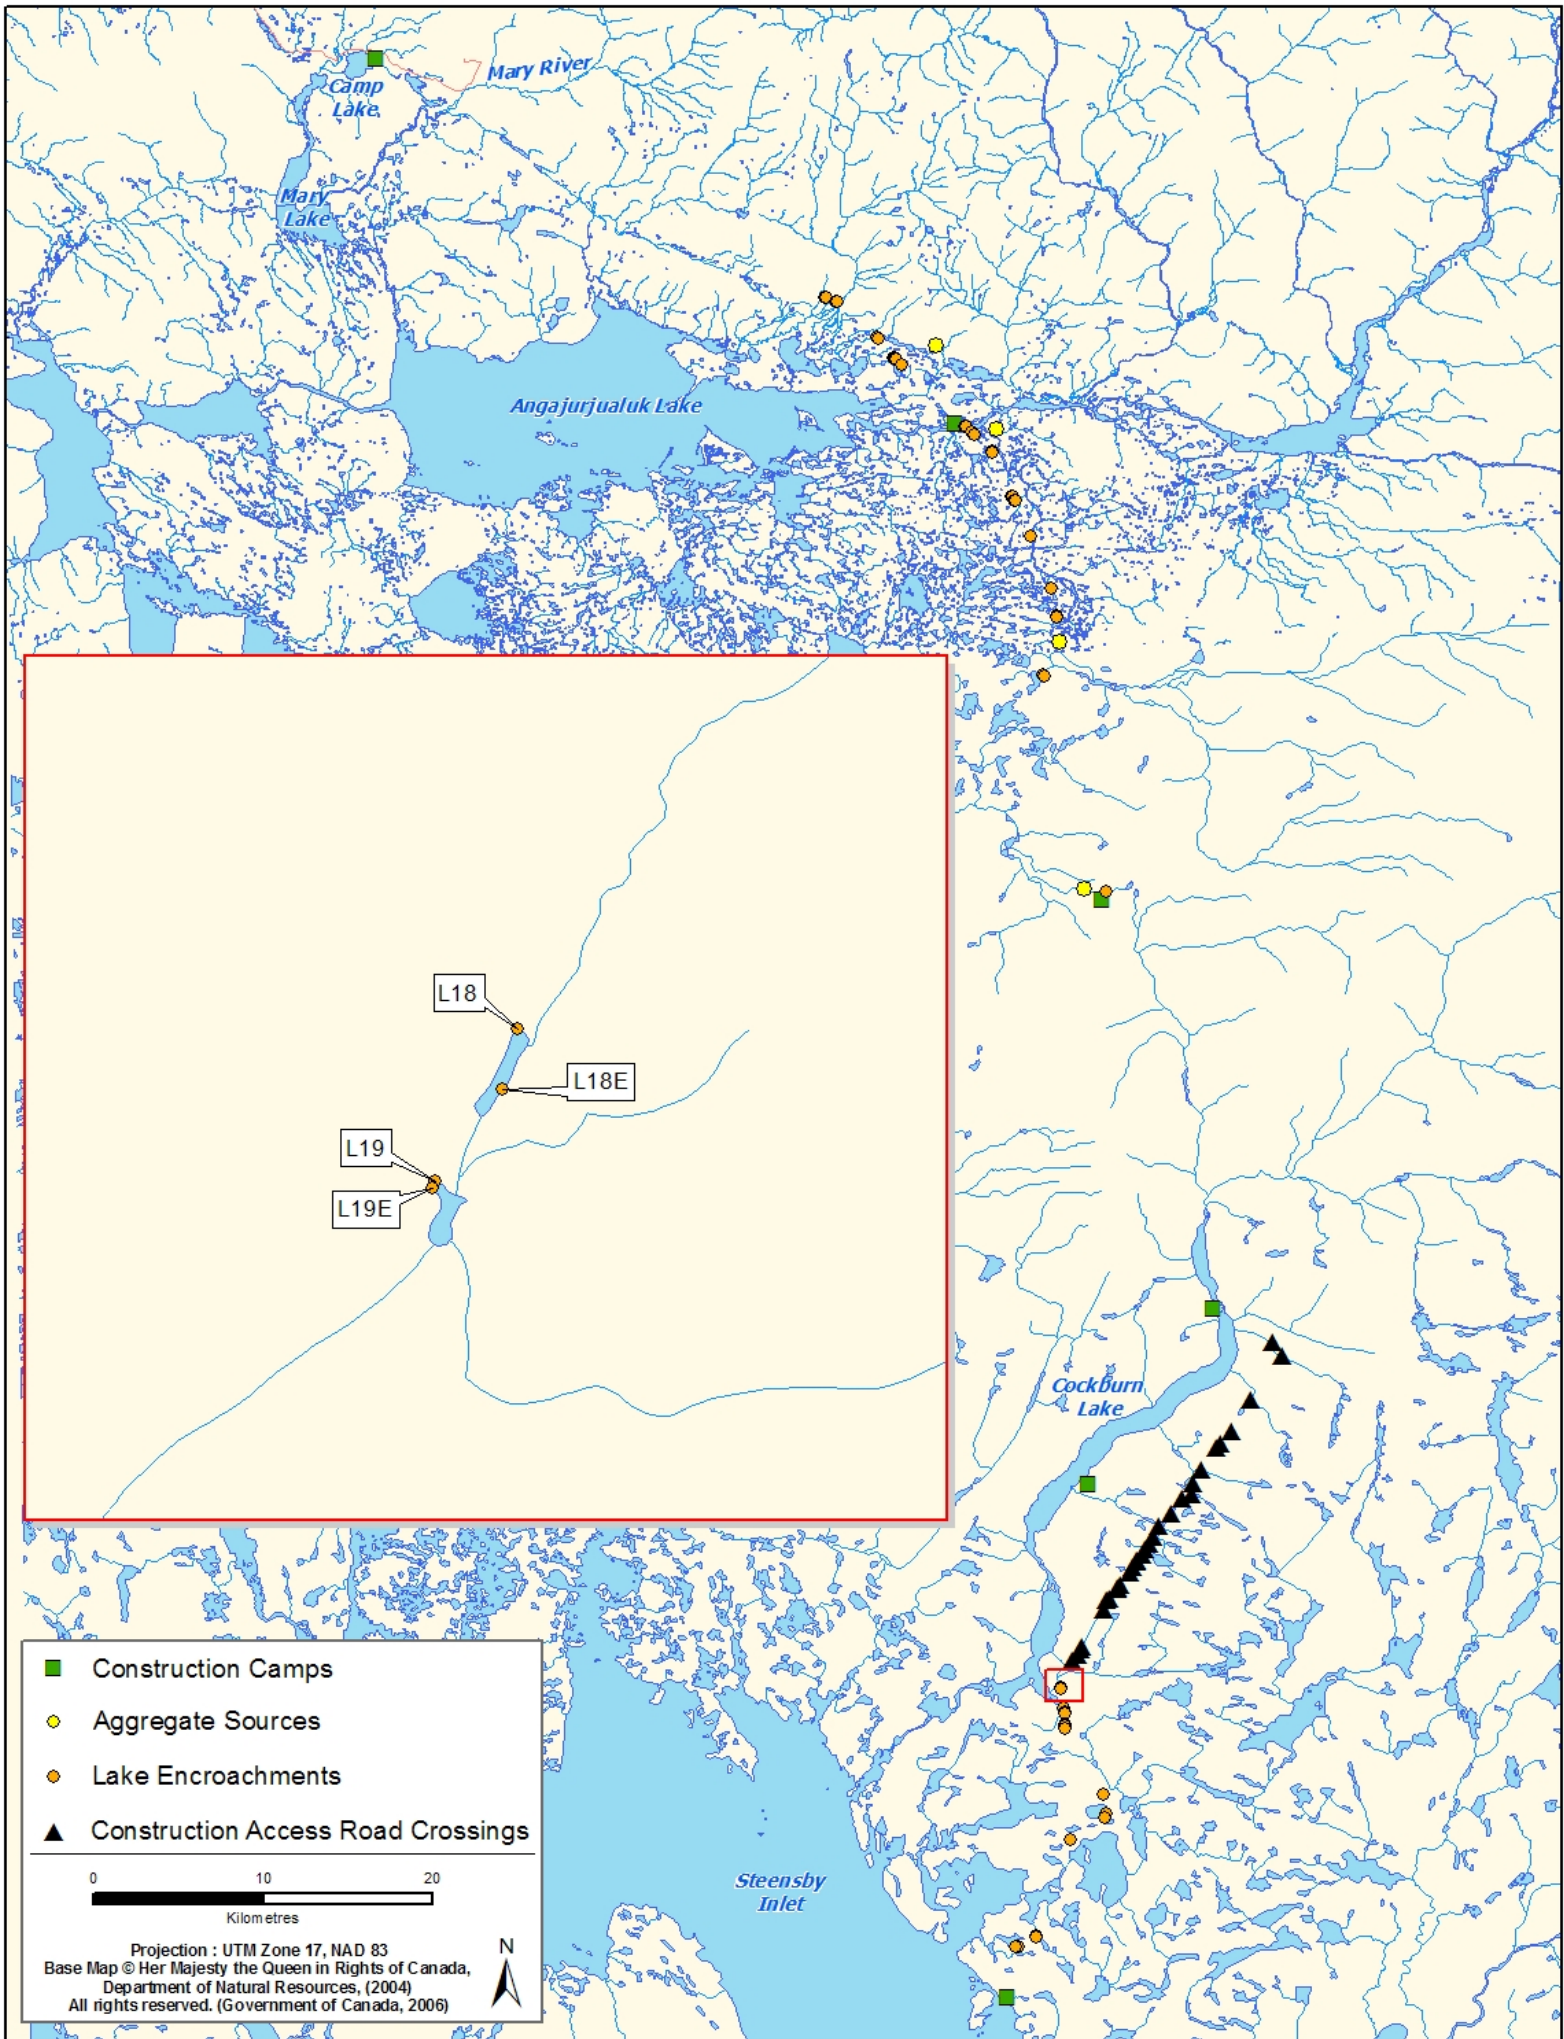 Mary River
Camp
Lake
Mary
Lake
Angajurjualuk Lake
L18
L18E
L19
L19E
Cockburn
Lake
Construction Camps
Aggregate Sources
Lake Encroachments
Construction Access Road Crossings
0 10 20
Kilometres
Projection : UTM Zone 17, NAD 83
Base Map © Her Majesty the Queen in Rights of Canada,
Department of Natural Resources, (2004)
All rights reserved. (Government of Canada, 2006)
N
Steensby
Inlet